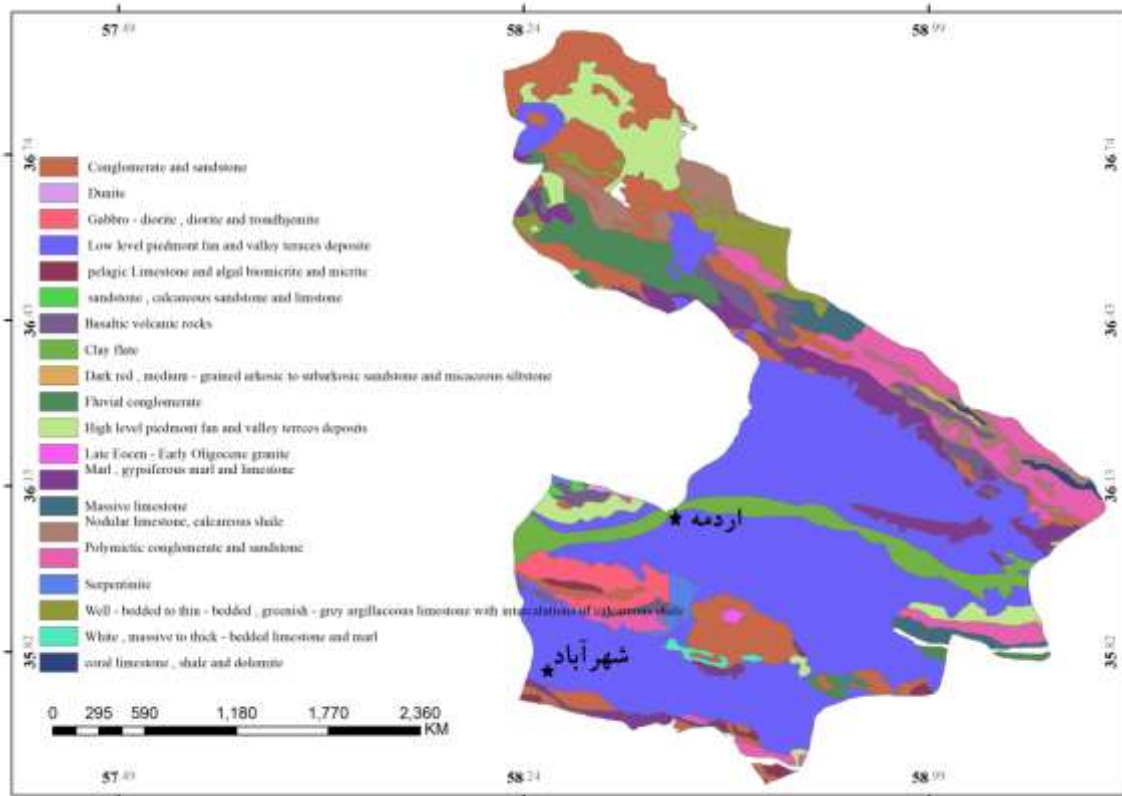 57.49 58.24 58.99
36.74 36.74
Conglomerate and sandstone
Dunite
Gabbro - diorite , diorite and trondhjemite
Low level piedmont fan and valley terraces deposite
pelagic Limestone and algal biomicrite and micrite
sandstone , calcareous sandstone and limstone
36.43 36.43
Basaltic volcanic rocks
Clay flate
Dark red , medium - grained arkosic to subarkosic sandstone and micaceous siltstone
Fluvial conglomerate
High level piedmont fan and valley terreces deposits
Late Eocen - Early Oligocene granite
Marl , gypsiferous marl and limestone
36.13 36.13
Massive limestone
Nodular limestone, calcareous shale
اردمه
Polymictic conglomerate and sandstone
Serpentinite
Well - bedded to thin - bedded , greenish - grey argillaceous limestone with intercalations of calcareous shale
White , massive to thick - bedded limestone and marl
35.82 35.82
coral limestone , shale and dolomite
شهرآباد
0 295 590 1,180 1,770 2,360
KM
57.49 58.24 58.99